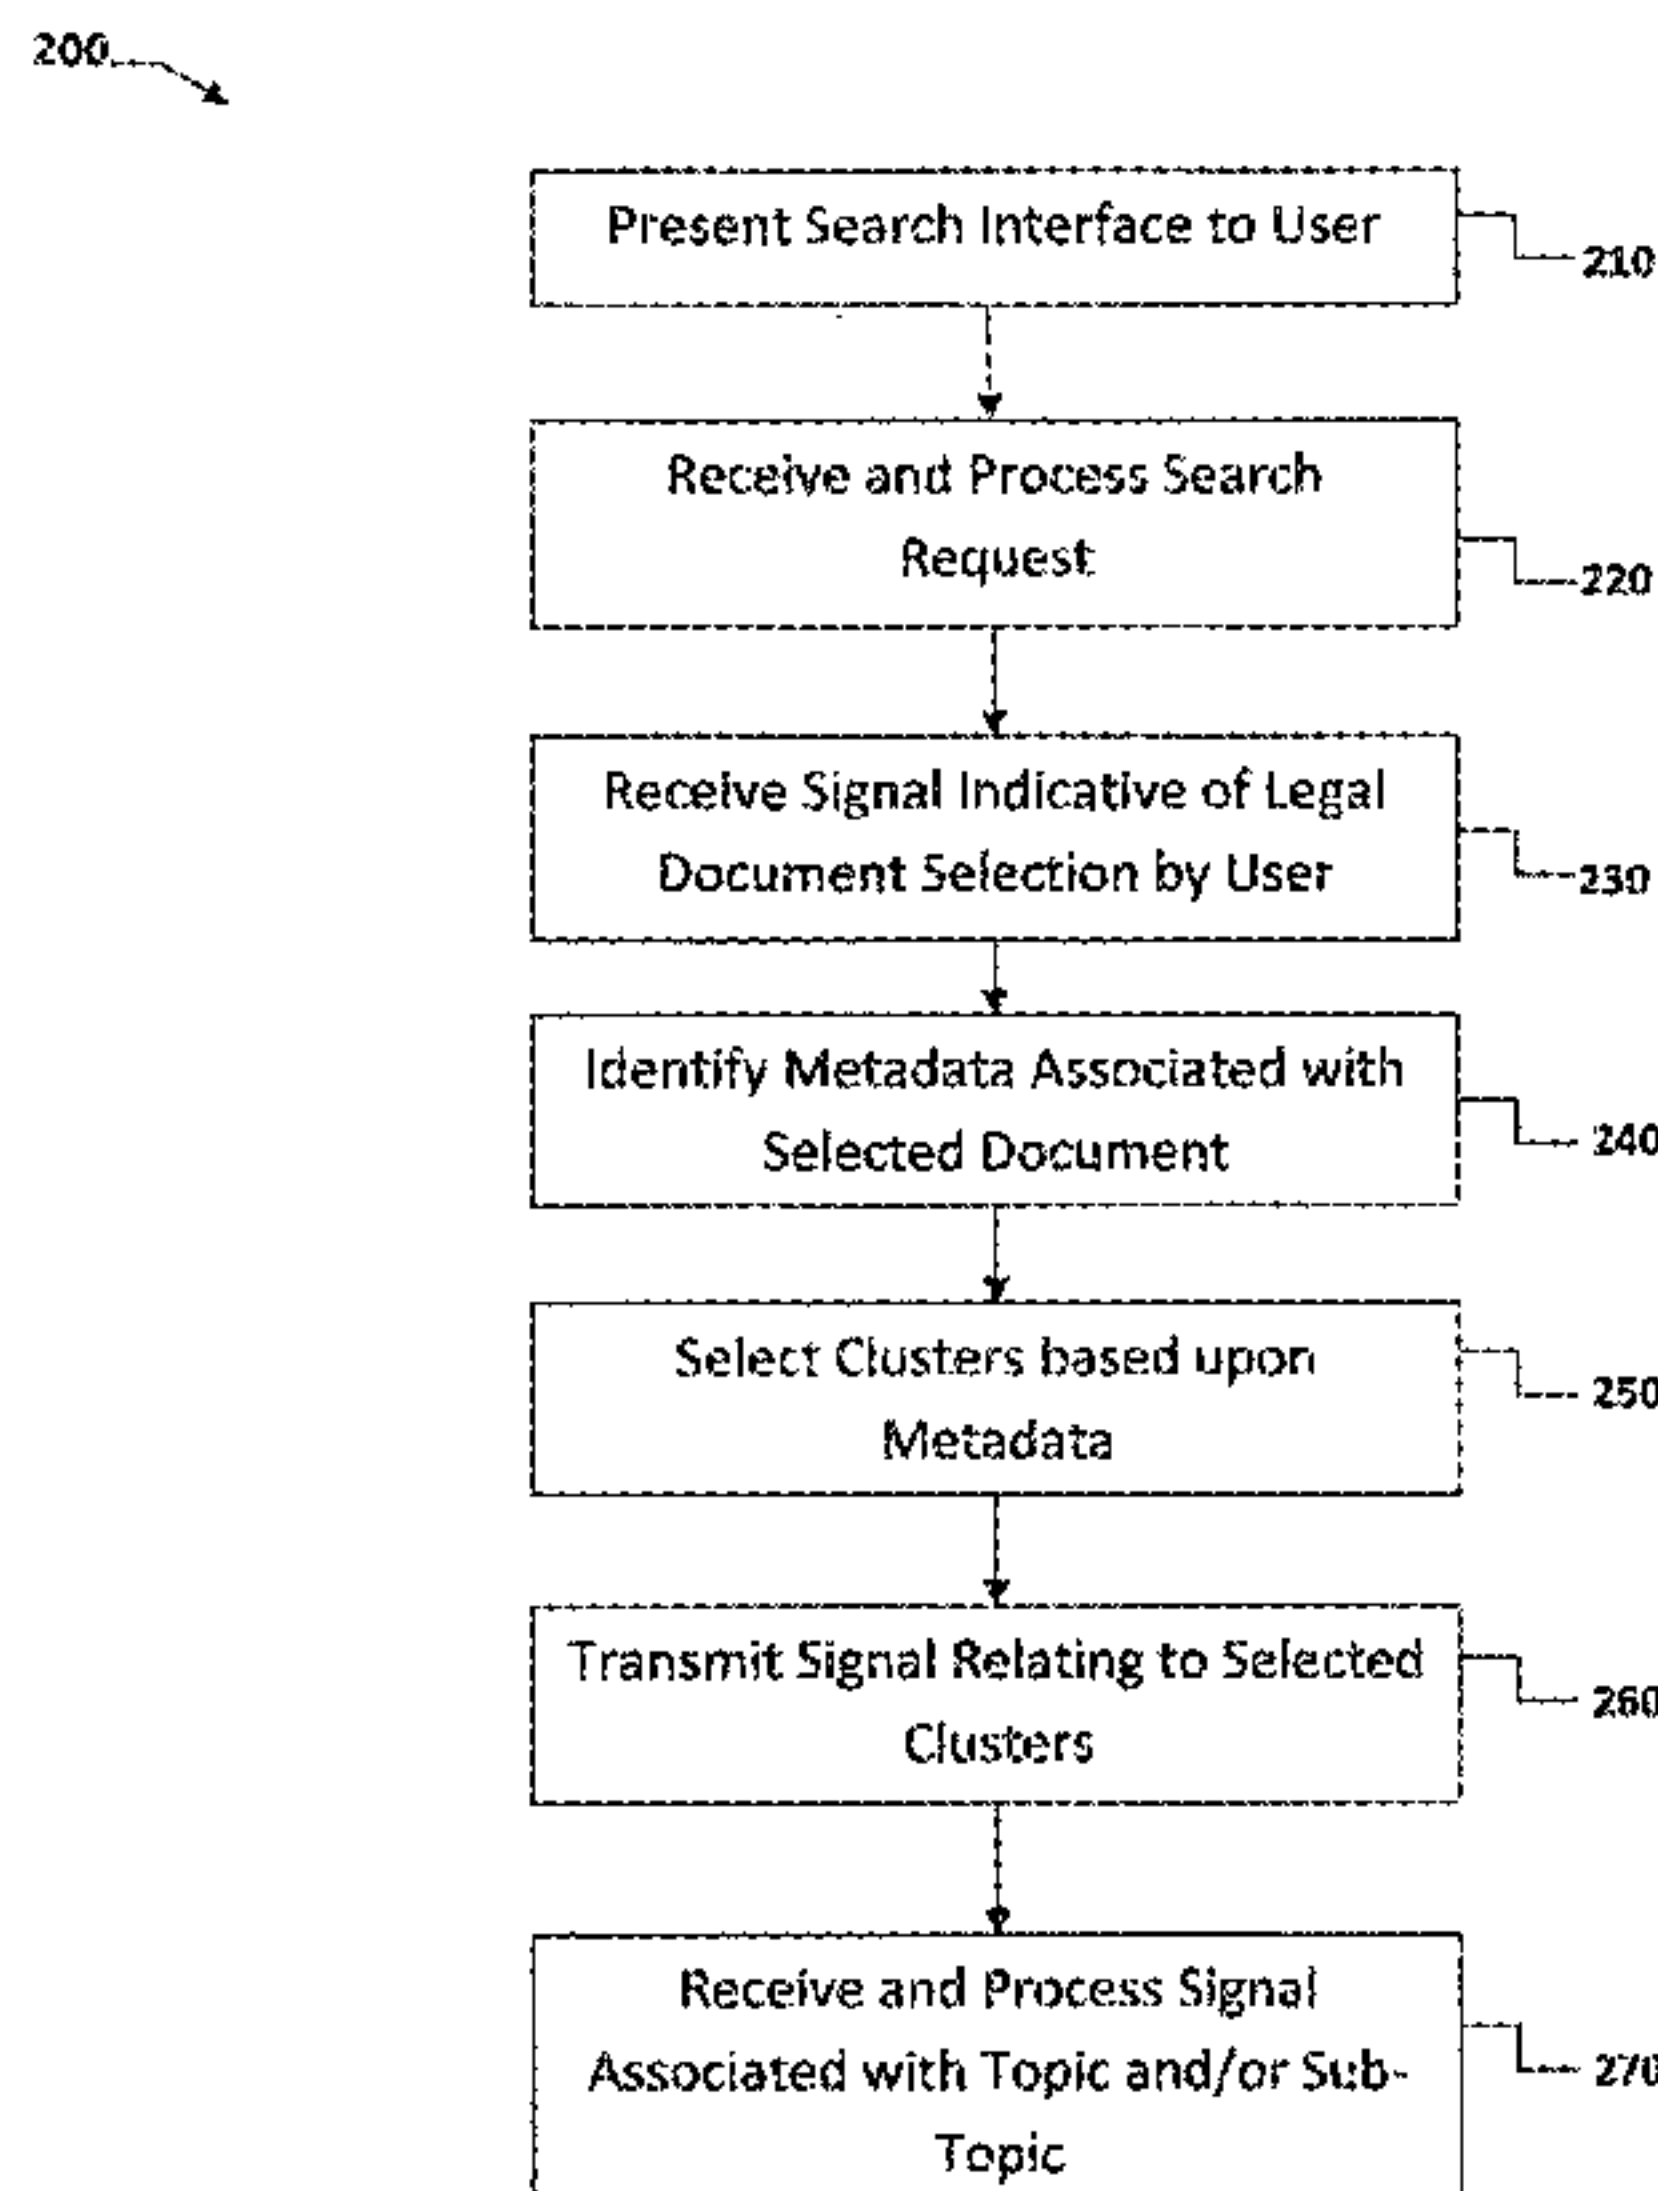 200
Present Search Interface to User
210
Receive and Process Search
Request
220
Receive Signal Indicative of Legal
Document Selection by User
230
Identify Metadata Associated with
Selected Document
240
Select Clusters based upon
Metadata
250
Transmit Signal Relating to Selected
Clusters
260
Receive and Process Signal
Associated with Topic and/or Sub-
Topic
270